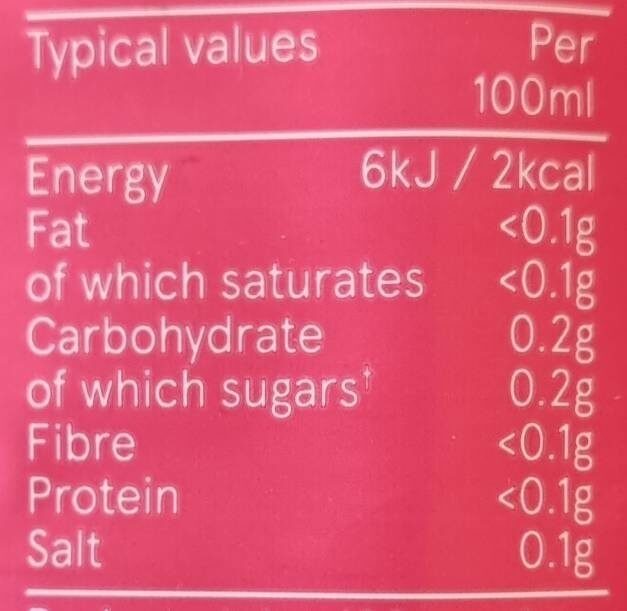 Typical values Per
100ml
Energy 6kJ / 2kcal
Fat <0.1g
of which saturates <0.1g
Carbohydrate 0.2g
of which sugars† 0.2g
Fibre <0.1g
Protein <0.1g
Salt 0.1g